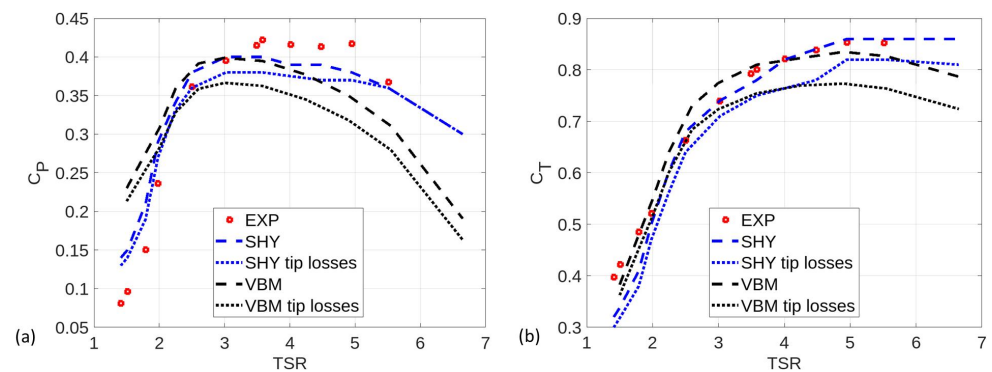 0.45
0.4
0.35
0.3
0.25
0.2
0.15
0.1
0.05
C_P
EXP
SHY
SHY tip losses
VBM
VBM tip losses
1 2 3 4 5 6 7
TSR
(a)
0.9
0.8
0.7
0.6
0.5
0.4
0.3
C_T
EXP
SHY
SHY tip losses
VBM
VBM tip losses
1 2 3 4 5 6 7
TSR
(b)